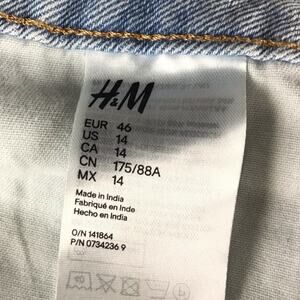 H&M
EUR 46
US 14
CA 14
CN 175/88A
MX 14
Made in India
Fabriqué en Inde
Hecho en India
O/N 141864
P/N 0734236 9